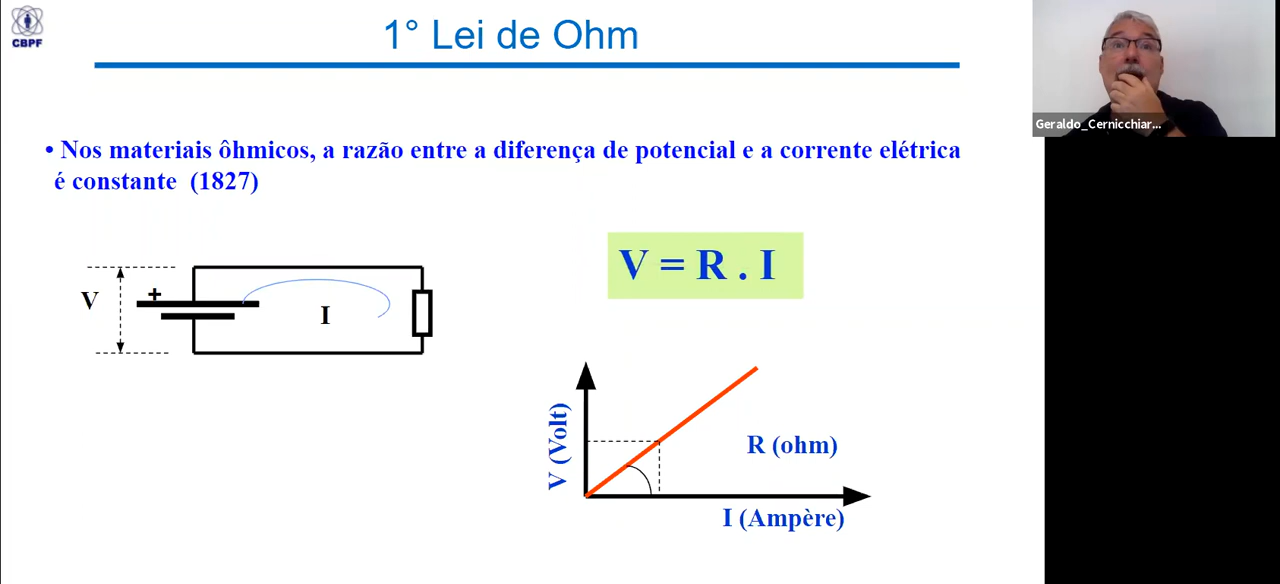 CBPF
1° Lei de Ohm
Geraldo_Cernicchiar...
• Nos materiais ôhmicos, a razão entre a diferença de potencial e a corrente elétrica
é constante (1827)
V = R . I
+
V
I
V (Volt)
R (ohm)
I (Ampère)